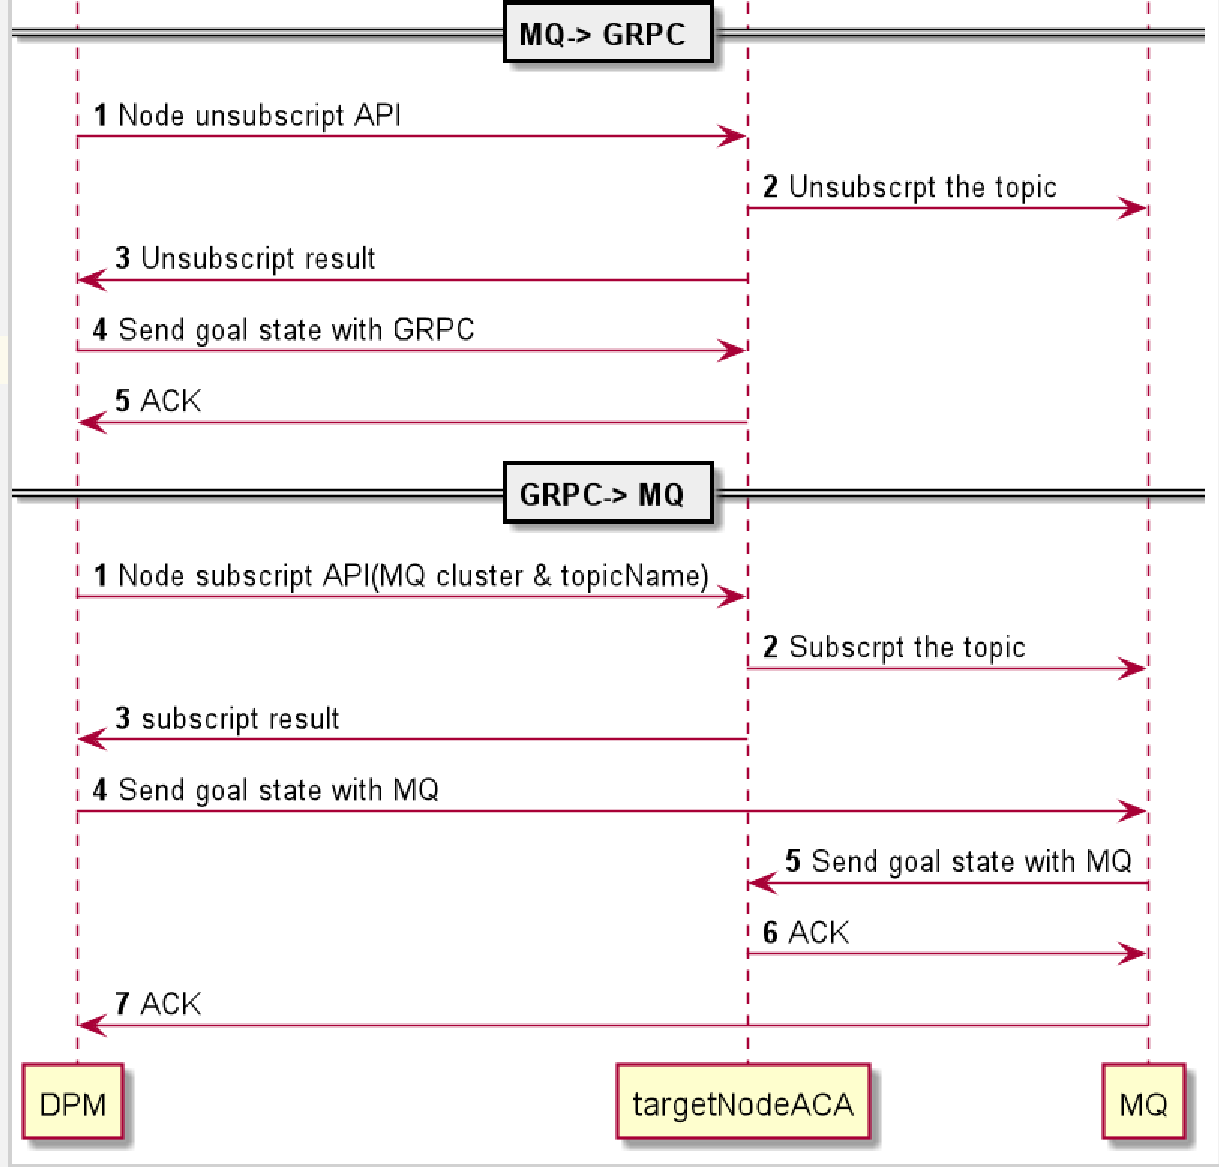 MQ-> GRPC
1 Node unsubscript API
2 Unsubscrpt the topic
3 Unsubscript result
4 Send goal state with GRPC
5 ACK
GRPC-> MQ
1 Node subscript API(MQ cluster & topicName)
2 Subscrpt the topic
3 subscript result
4 Send goal state with MQ
5 Send goal state with MQ
6 ACK
7 ACK
DPM
targetNodeACA
MQ